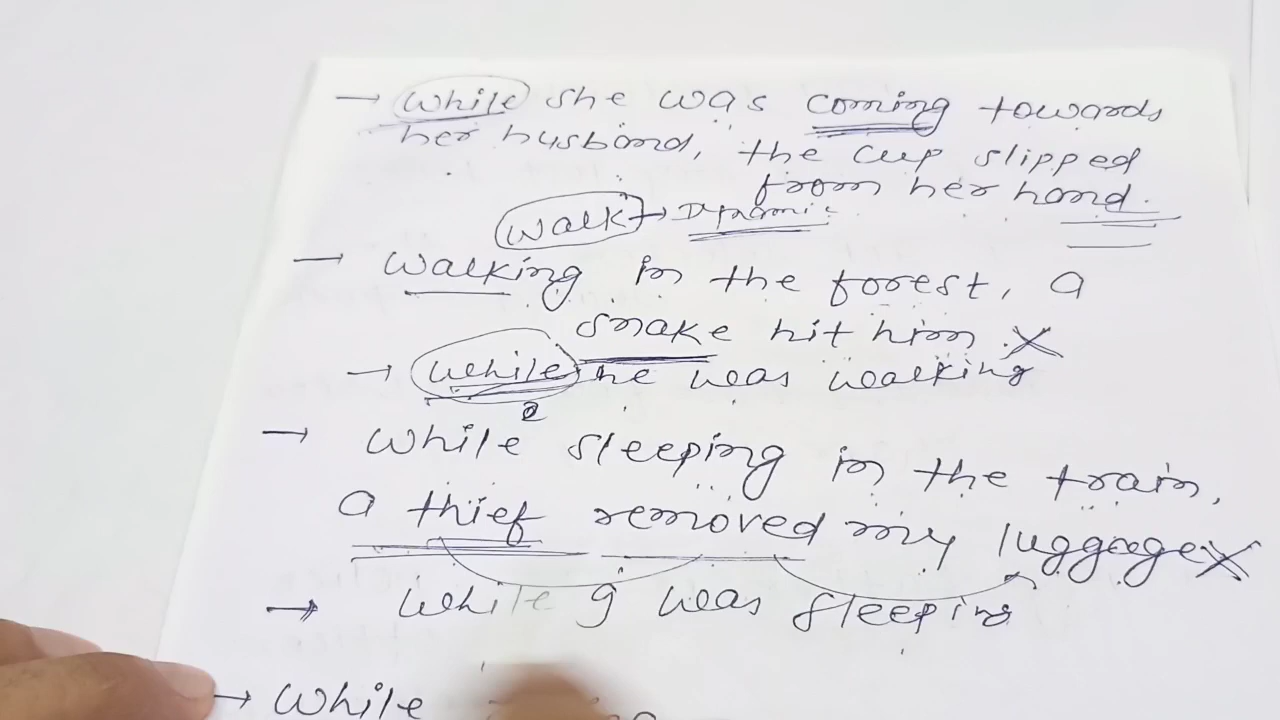 → While she was coming towards
her husband, the cup slipped
from her hand.
Walk → Dynamic
→ Walking in the forest, a
snake hit him. X
→ While he was walking
→ While sleeping in the train,
a thief removed my luggage X
→ While I was sleeping
→ While